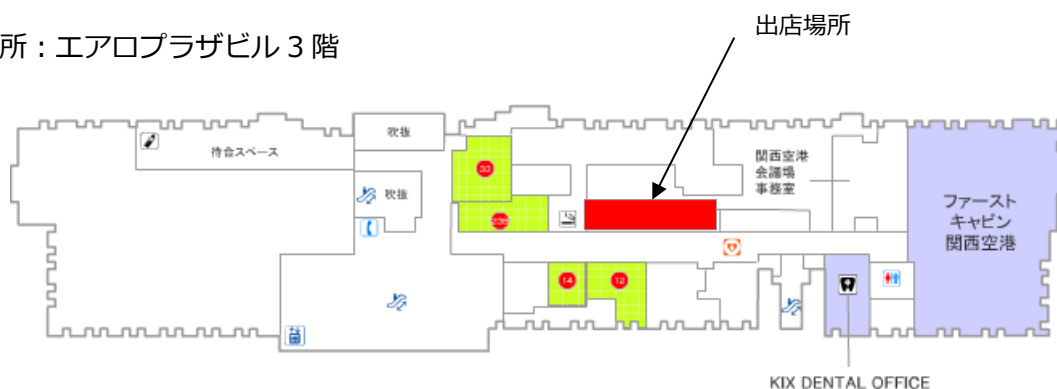 出店場所
所：エアロプラザビル3階
吹抜
待合スペース
22
吹抜
関西空港
会議場
事務室
ファースト
キャビン
関西空港
14
12
KIX DENTAL OFFICE